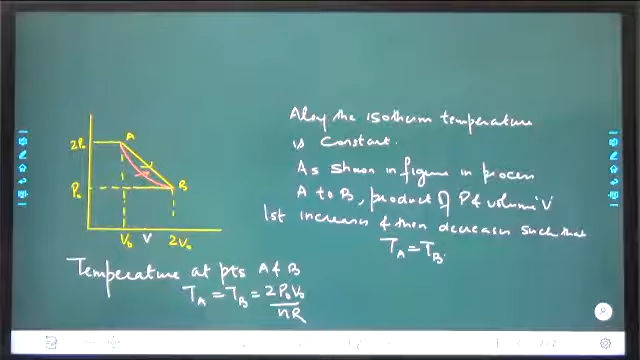 Along the isotherm temperature
is constant.
As shown in figure in process
A to B, product of P & volume V
1st increases & then decreases such that
T_A = T_B.
2P₀
A
P₀
B
V₀ V 2V₀
Temperature at pts A & B
T_A = T_B = 2P₀V₀
nR